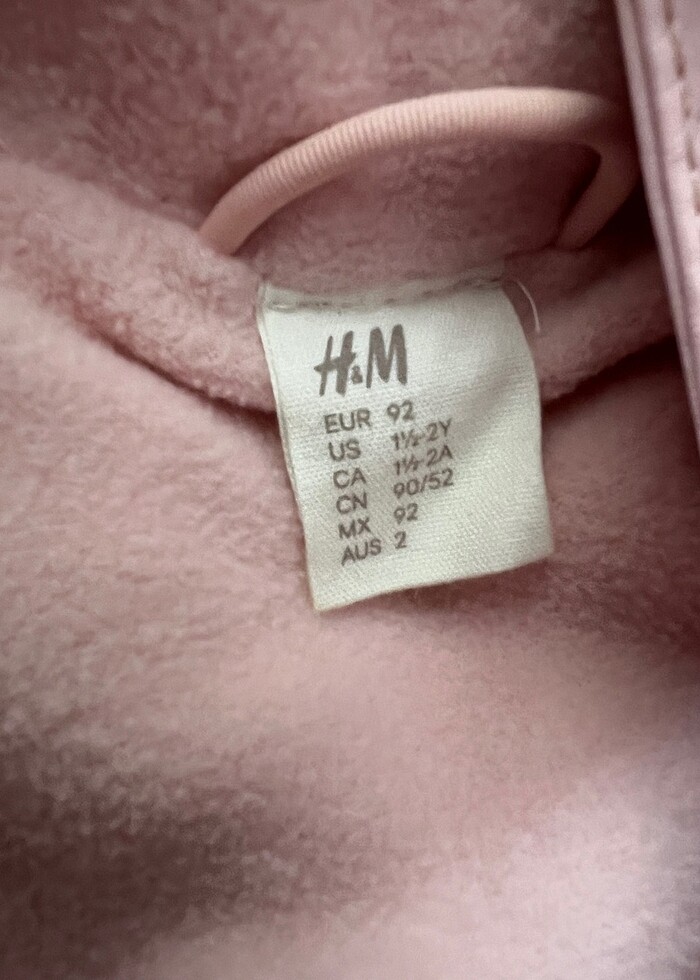 H&M
EUR 92
US 1½-2Y
CA 1½-2A
CN 90/52
MX 92
AUS 2